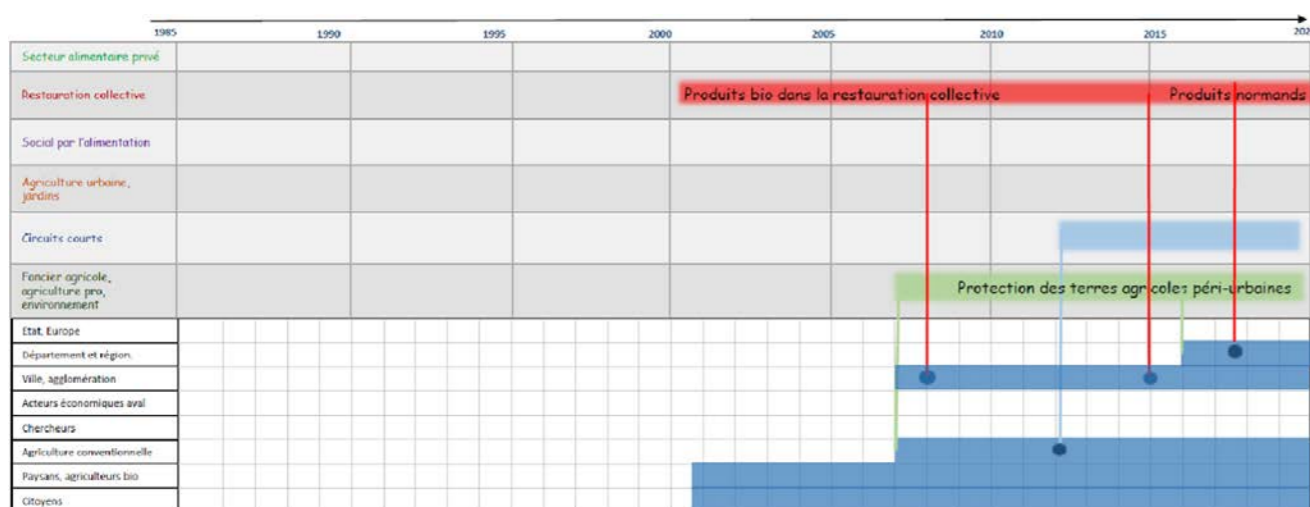 1985 1990 1995 2000 2005 2010 2015 202
Secteur alimentaire privé
Restauration collective
Produits bio dans la restauration collective
Produits normands
Social par l'alimentation
Agriculture urbaine,
jardins
Circuits courts
Foncier agricole,
agriculture pro,
environnement
Protection des terres agricoles péri-urbaines
Etat, Europe
Département et région.
Ville, agglomération
Acteurs économiques aval
Chercheurs
Agriculture conventionnelle
Paysans, agriculteurs bio
Citoyens